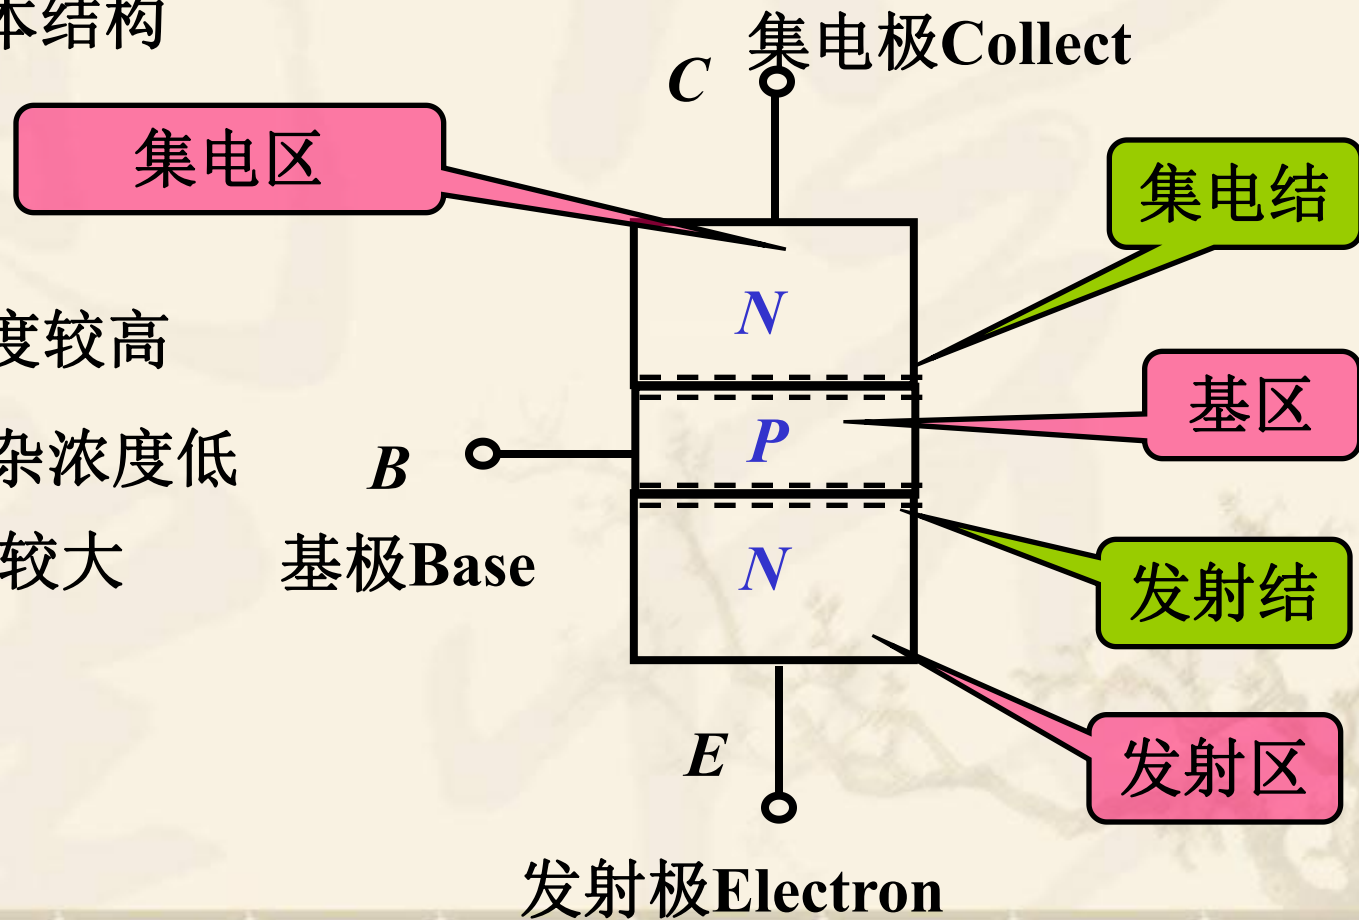 本结构
集电极Collect
C
集电区
集电结
N
度较高
基区
P
杂浓度低
B
较大
基极Base
N
发射结
E
发射区
发射极Electron